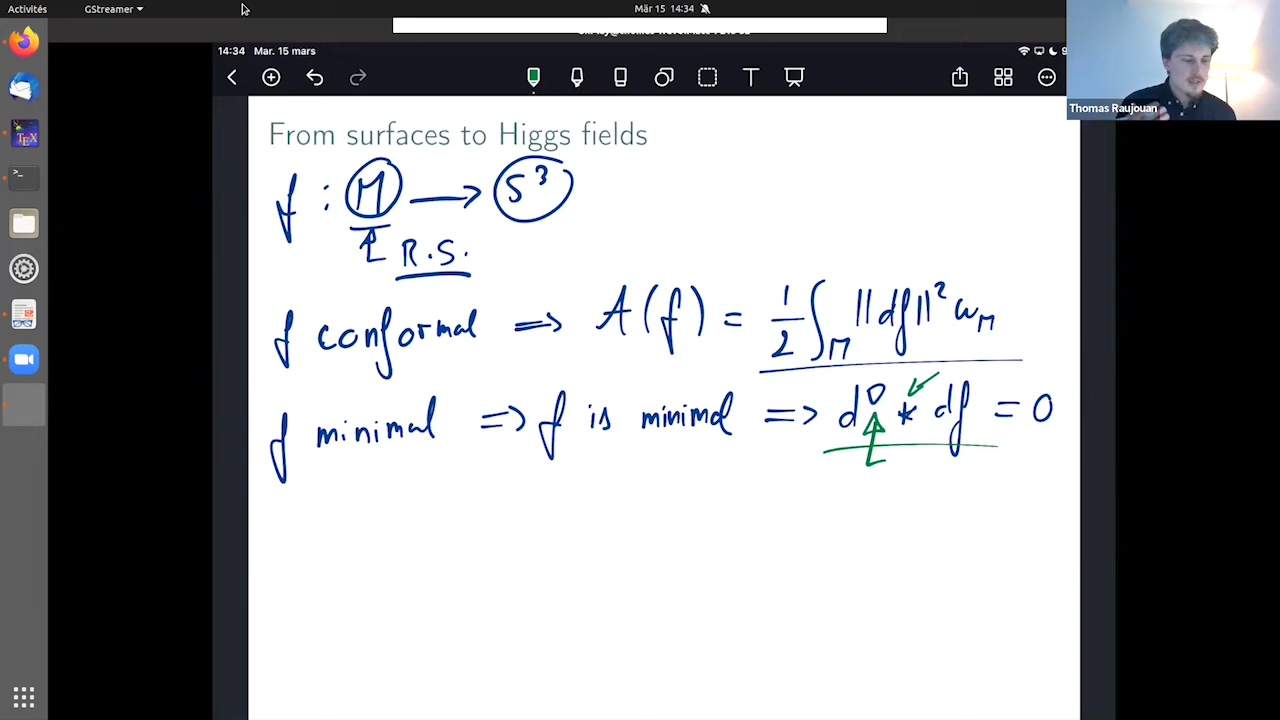 Activités GStreamer Mär 15 14:34
14:34 Mar. 15 mars
Thomas Raujouan
From surfaces to Higgs fields
f : M ⟶ S³
R.S.
f conformal ⟹ A(f) = 1/2 ∫_M ||df||² ω_M
f minimal ⟹ f is minimal ⟹ d^∇ * df = 0